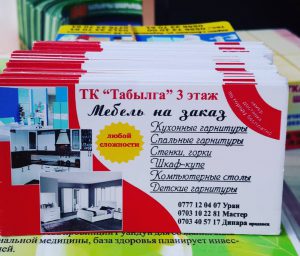 ТК "Табылга" 3 этаж
Мебель на заказ
любой
сложности
Кухонные гарнитуры
Спальные гарнитуры
Стенки, горки
Шкаф-купе
Компьютерные столы
Детские гарнитуры
0777 12 04 07 Уран
0703 10 22 81 Мастер
0703 40 57 17 Динара
нальной медицины, база здоровья планирует инвес-